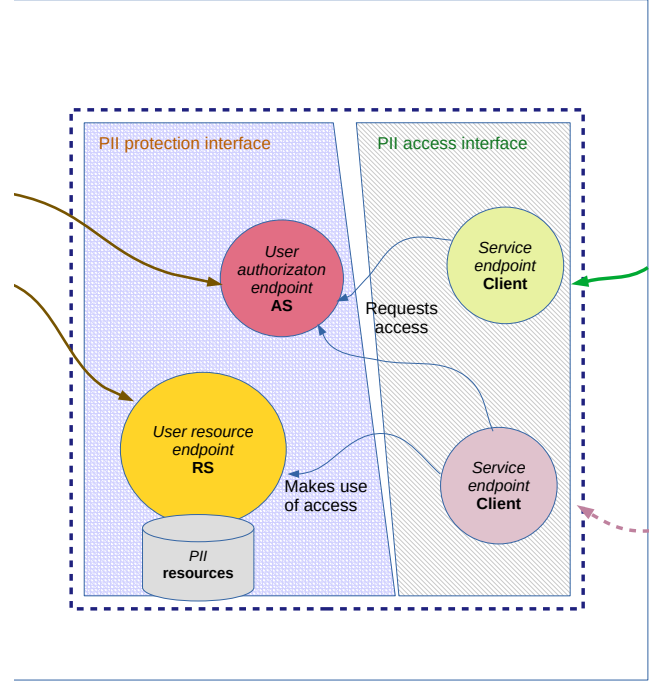 PII protection interface
PII access interface
User
authorizaton
endpoint
AS
Service
endpoint
Client
Requests
access
User resource
endpoint
RS
Makes use
of access
Service
endpoint
Client
PII
resources